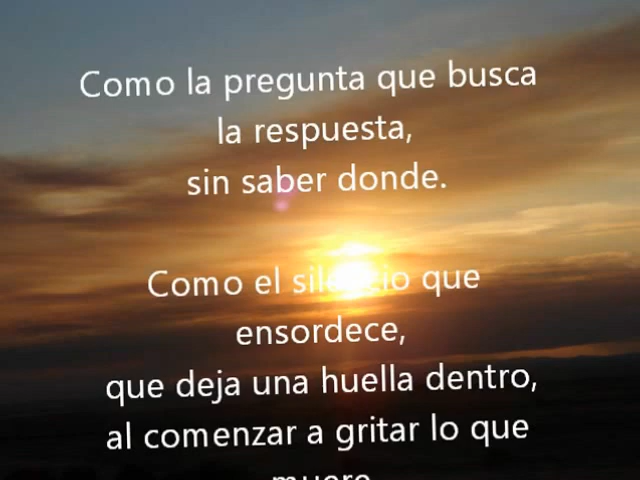 Como la pregunta que busca
la respuesta,
sin saber donde.
Como el silencio que
ensordece,
que deja una huella dentro,
al comenzar a gritar lo que